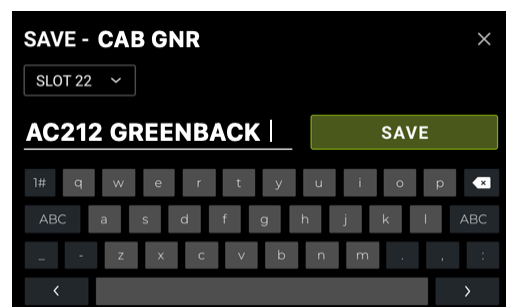 SAVE - CAB GNR
SLOT 22
AC212 GREENBACK
SAVE
1# q w e r t y u i o p
ABC a s d f g h j k l ABC
_ - z x c v b n m . , :